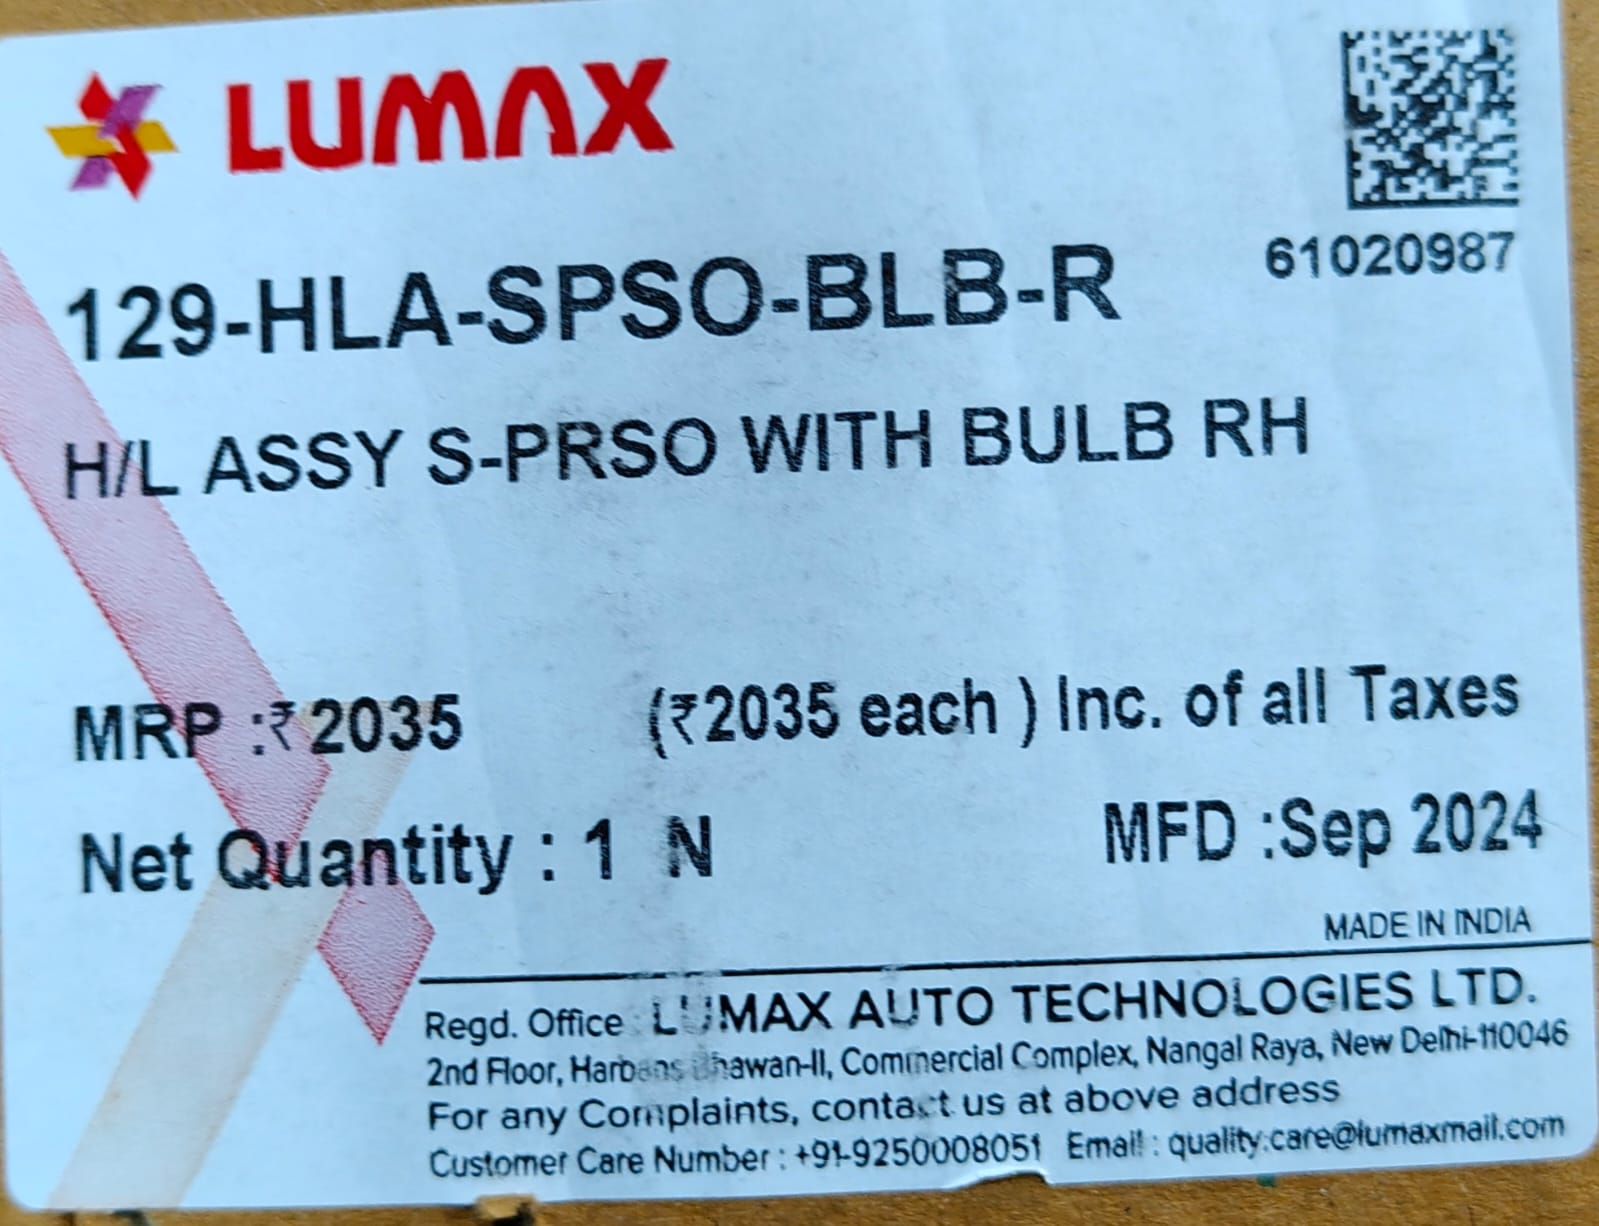 LUMAX
61020987
129-HLA-SPSO-BLB-R
H/L ASSY S-PRSO WITH BULB RH
MRP :₹2035 (₹2035 each ) Inc. of all Taxes
Net Quantity : 1 N MFD :Sep 2024
MADE IN INDIA
Regd. Office : LUMAX AUTO TECHNOLOGIES LTD.
2nd Floor, Harbans Bhawan-II, Commercial Complex, Nangal Raya, New Delhi-110046
For any Complaints, contact us at above address
Customer Care Number : +91-9250008051 Email : quality.care@lumaxmail.com